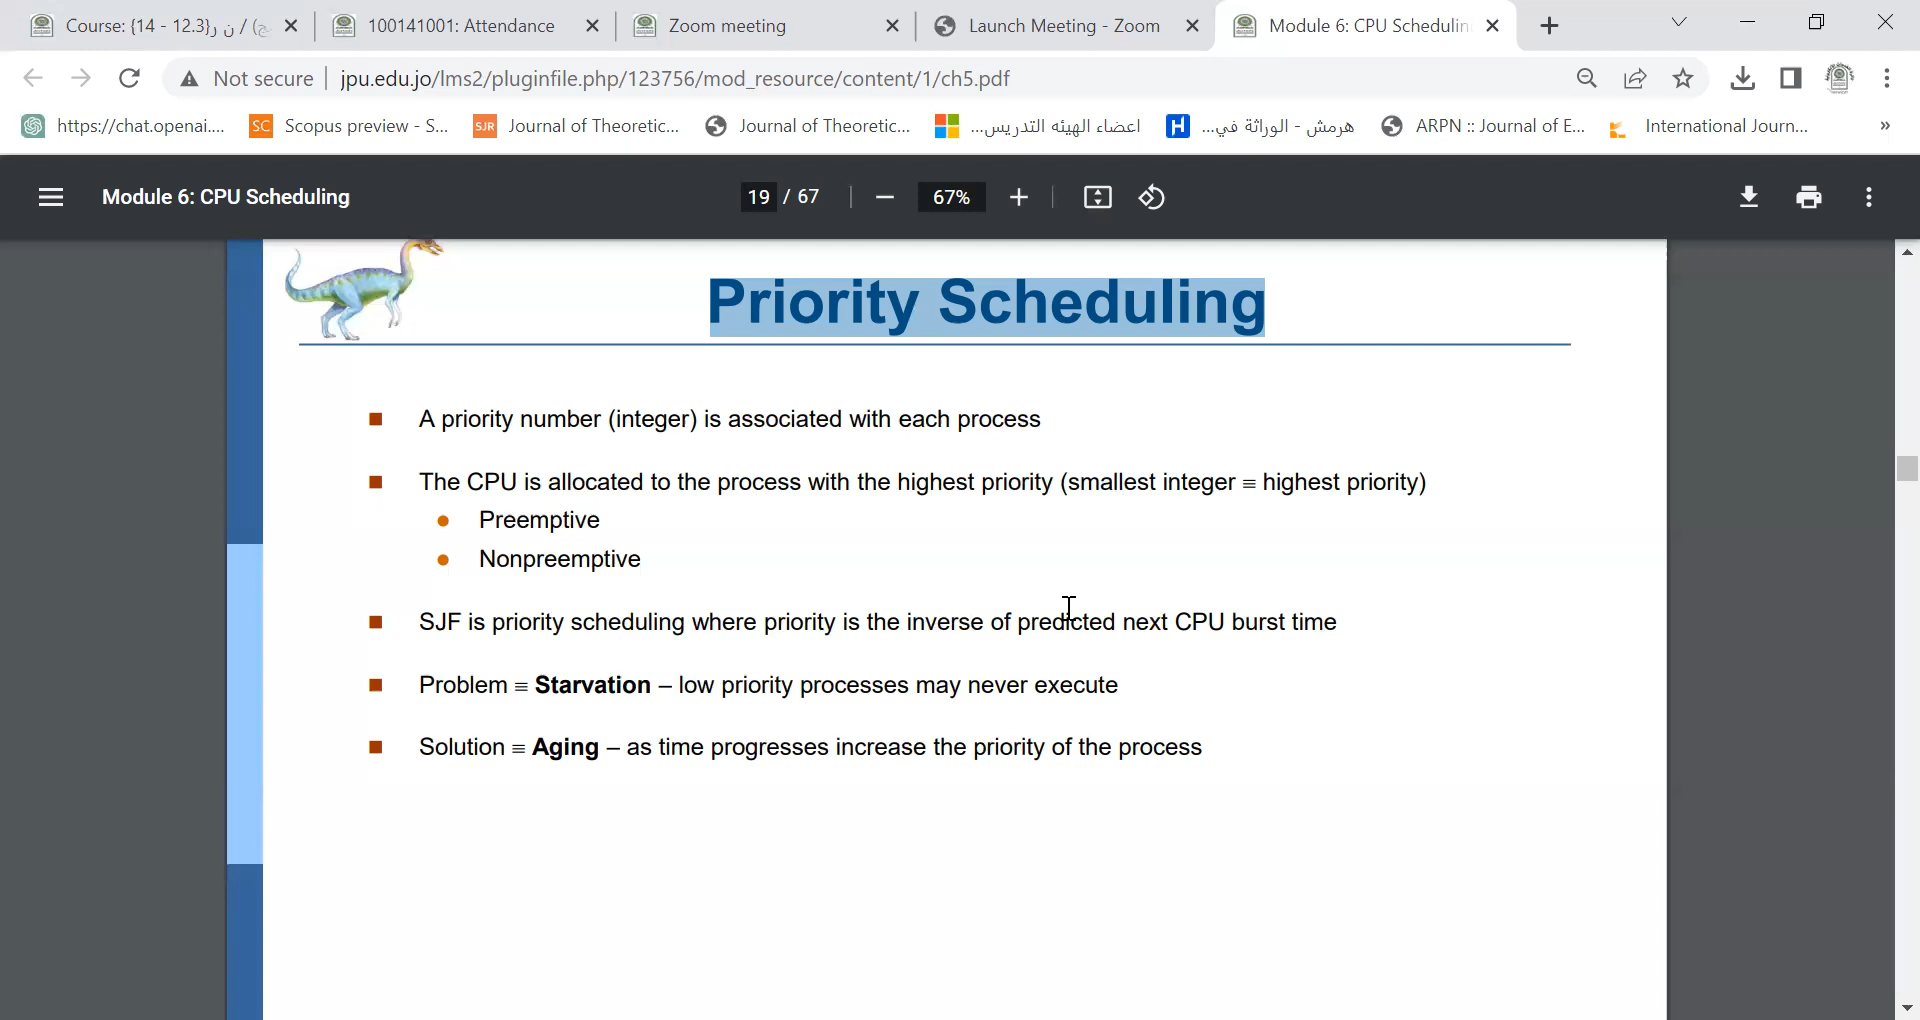 Course: {14 - 12.3}ج) / ن ر)
100141001: Attendance
Zoom meeting
Launch Meeting - Zoom
Module 6: CPU Schedulin
Not secure
jpu.edu.jo/lms2/pluginfile.php/123756/mod_resource/content/1/ch5.pdf
https://chat.openai....
SC Scopus preview - S...
SJR Journal of Theoretic...
Journal of Theoretic...
اعضاء الهيئه التدريس...
H هرمش - الوراثة في...
ARPN :: Journal of E...
International Journ...
»
Module 6: CPU Scheduling
19 / 67
67%
Priority Scheduling
A priority number (integer) is associated with each process
The CPU is allocated to the process with the highest priority (smallest integer ≡ highest priority)
Preemptive
Nonpreemptive
SJF is priority scheduling where priority is the inverse of predicted next CPU burst time
Problem ≡ Starvation – low priority processes may never execute
Solution ≡ Aging – as time progresses increase the priority of the process